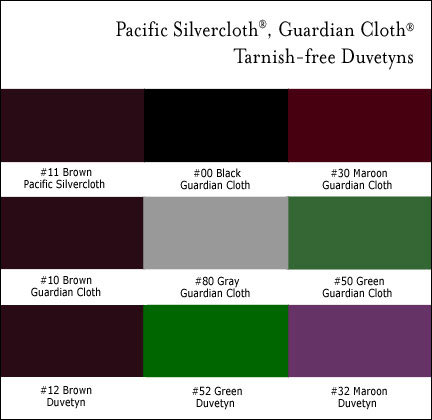 Pacific Silvercloth®, Guardian Cloth®
Tarnish-free Duvetyns
#11 Brown
Pacific Silvercloth
#00 Black
Guardian Cloth
#30 Maroon
Guardian Cloth
#10 Brown
Guardian Cloth
#80 Gray
Guardian Cloth
#50 Green
Guardian Cloth
#12 Brown
Duvetyn
#52 Green
Duvetyn
#32 Maroon
Duvetyn